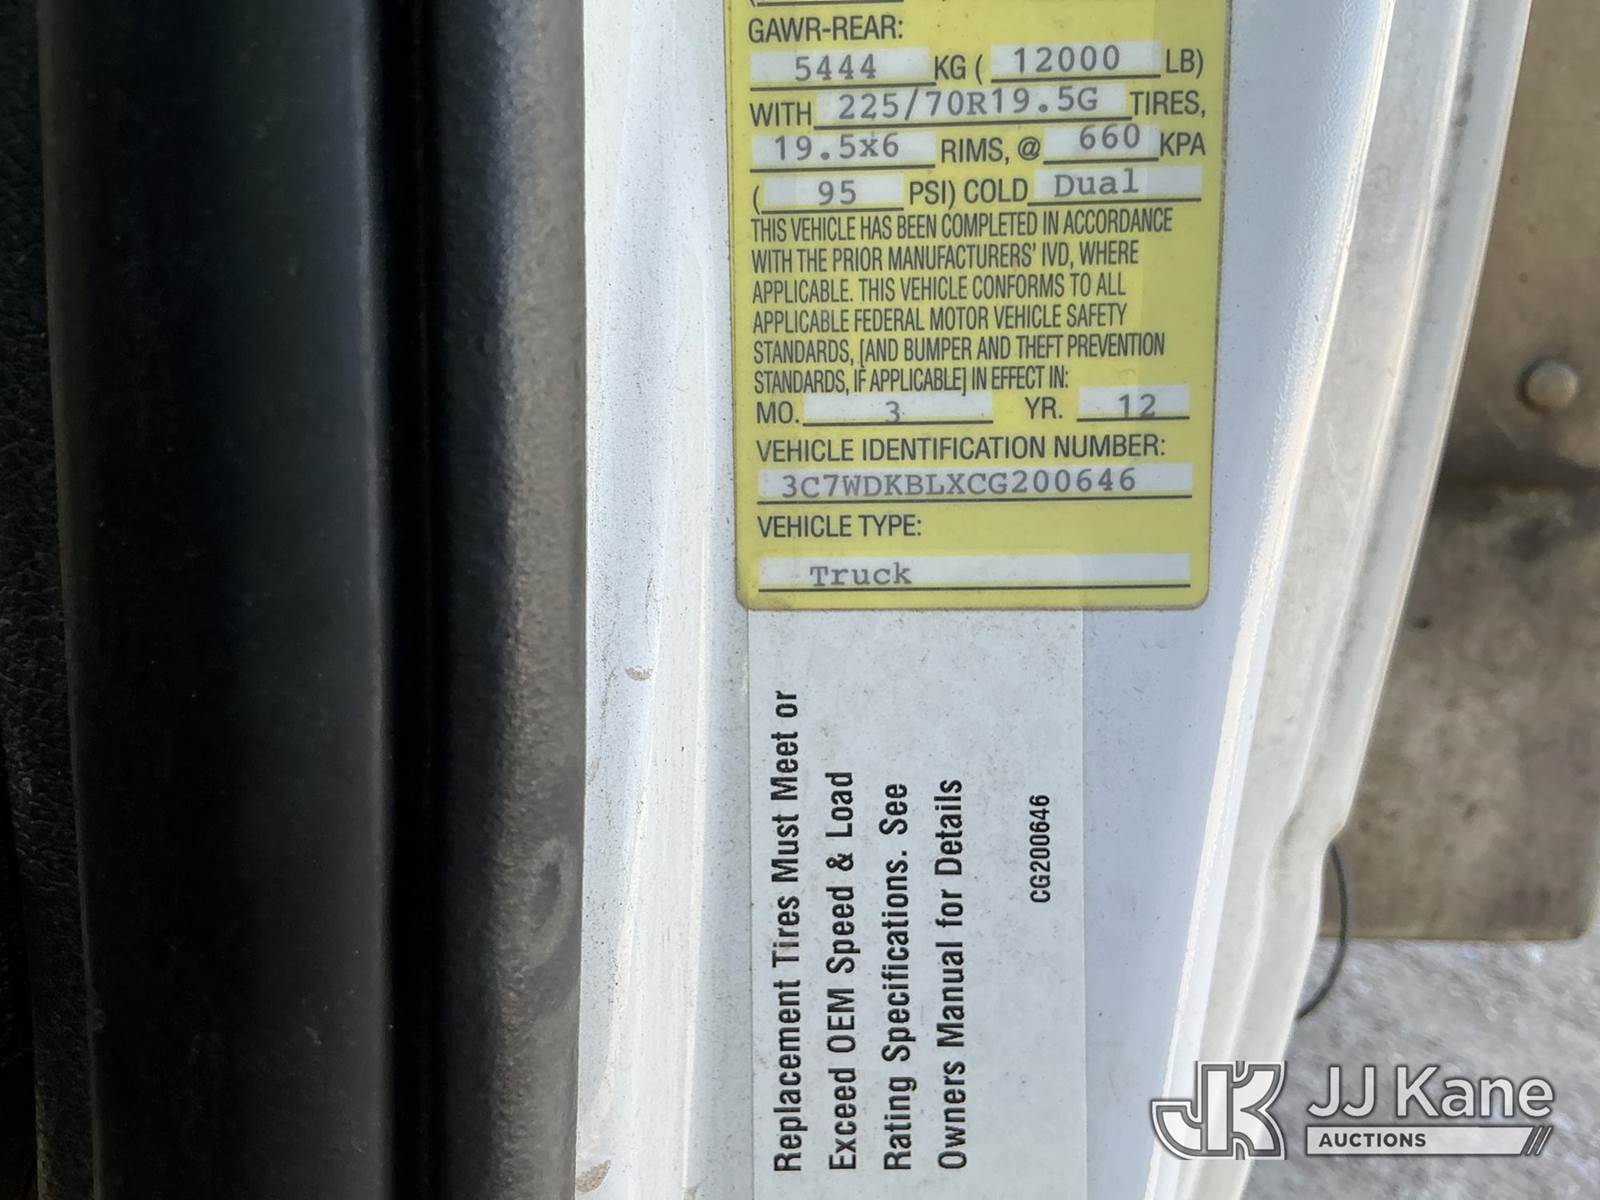 GAWR-REAR:
5444 KG ( 12000 LB)
WITH 225/70R19.5G TIRES,
19.5x6 RIMS, @ 660 KPA
( 95 PSI) COLD Dual
THIS VEHICLE HAS BEEN COMPLETED IN ACCORDANCE
WITH THE PRIOR MANUFACTURERS' IVD, WHERE
APPLICABLE. THIS VEHICLE CONFORMS TO ALL
APPLICABLE FEDERAL MOTOR VEHICLE SAFETY
STANDARDS, [AND BUMPER AND THEFT PREVENTION
STANDARDS, IF APPLICABLE] IN EFFECT IN:
MO. 3 YR. 12
VEHICLE IDENTIFICATION NUMBER:
3C7WDKBLXCG200646
VEHICLE TYPE:
Truck
Replacement Tires Must Meet or
Exceed OEM Speed & Load
Rating Specifications. See
Owners Manual for Details
CG200646
JK JJ Kane
AUCTIONS